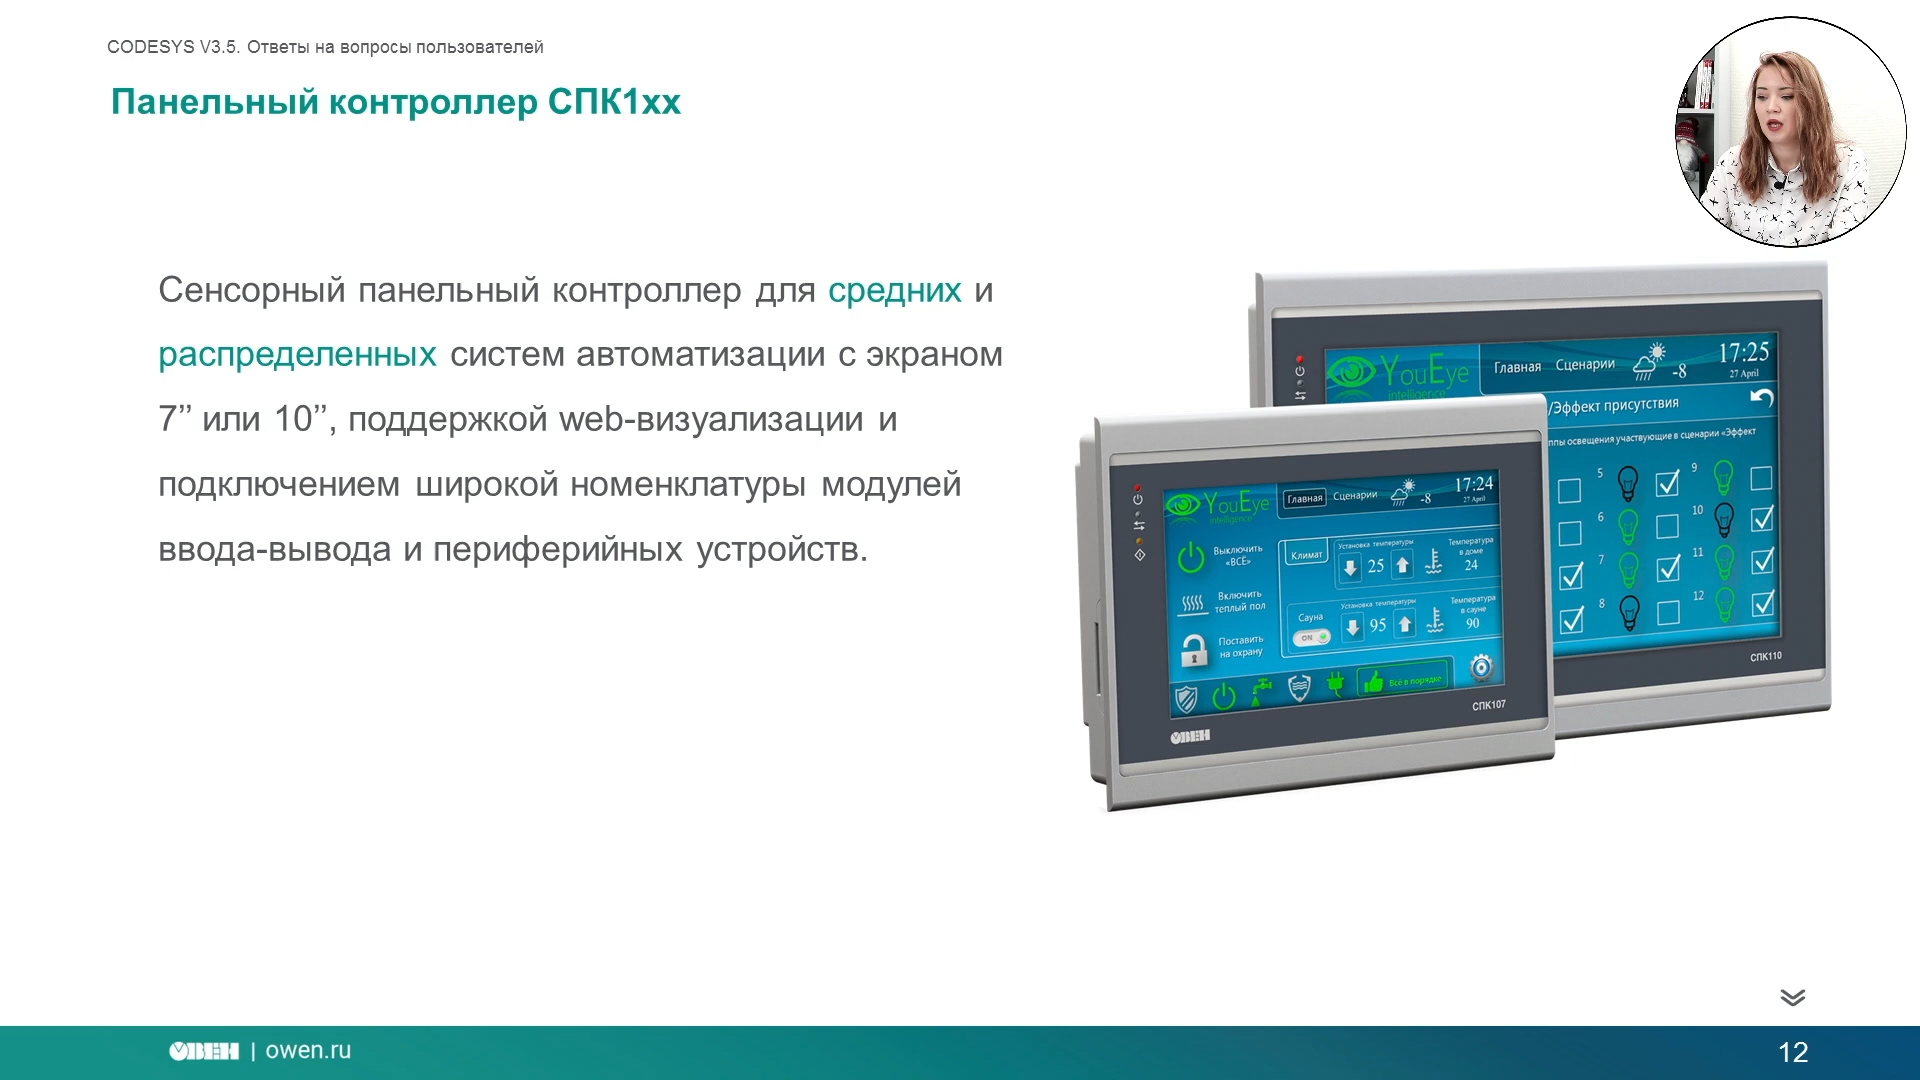 CODESYS V3.5. Ответы на вопросы пользователей
Панельный контроллер СПК1хх
Сенсорный панельный контроллер для средних и
распределенных систем автоматизации с экраном
7’’ или 10’’, поддержкой web-визуализации и
подключением широкой номенклатуры модулей
ввода-вывода и периферийных устройств.
YouEye
intelligence
Главная Сценарии
-8
17:25
27 April
/Эффект присутствия
ппы освещения участвующие в сценарии «Эффект
5
9
6
10
7
11
8
12
СПК110
YouEye
intelligence
Главная Сценарии
-8
17:24
27 April
Выключить
«ВСЕ»
Включить
теплый пол
Поставить
на охрану
Климат
Установка температуры
25
Температура
в доме
24
Сауна
ON
Установка температуры
95
Температура
в сауне
90
Всё в порядке
СПК107
ОВЕН
ОВЕН | owen.ru
12